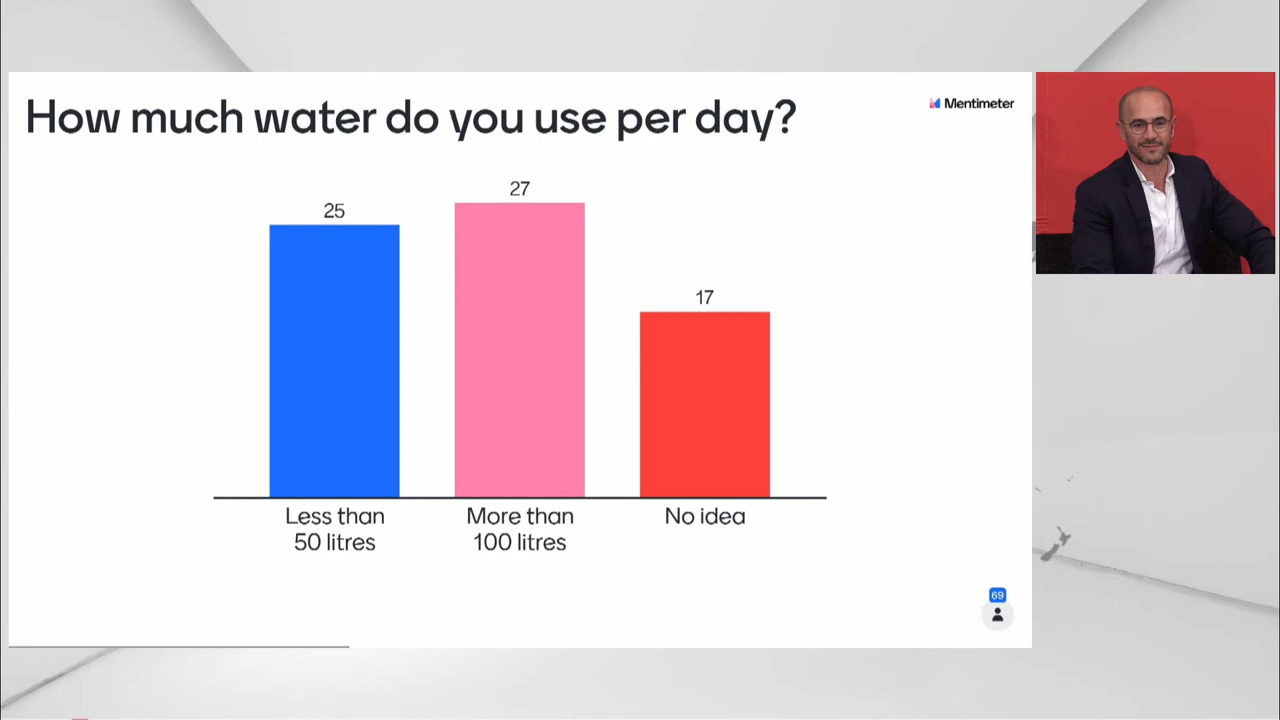 How much water do you use per day?
Mentimeter
25
27
17
Less than
50 litres
More than
100 litres
No idea
69